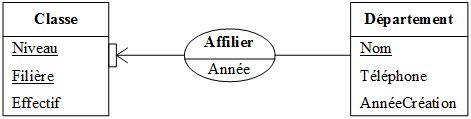 Classe
Niveau
Filière
Effectif
Affilier
Année
Département
Nom
Téléphone
AnnéeCréation